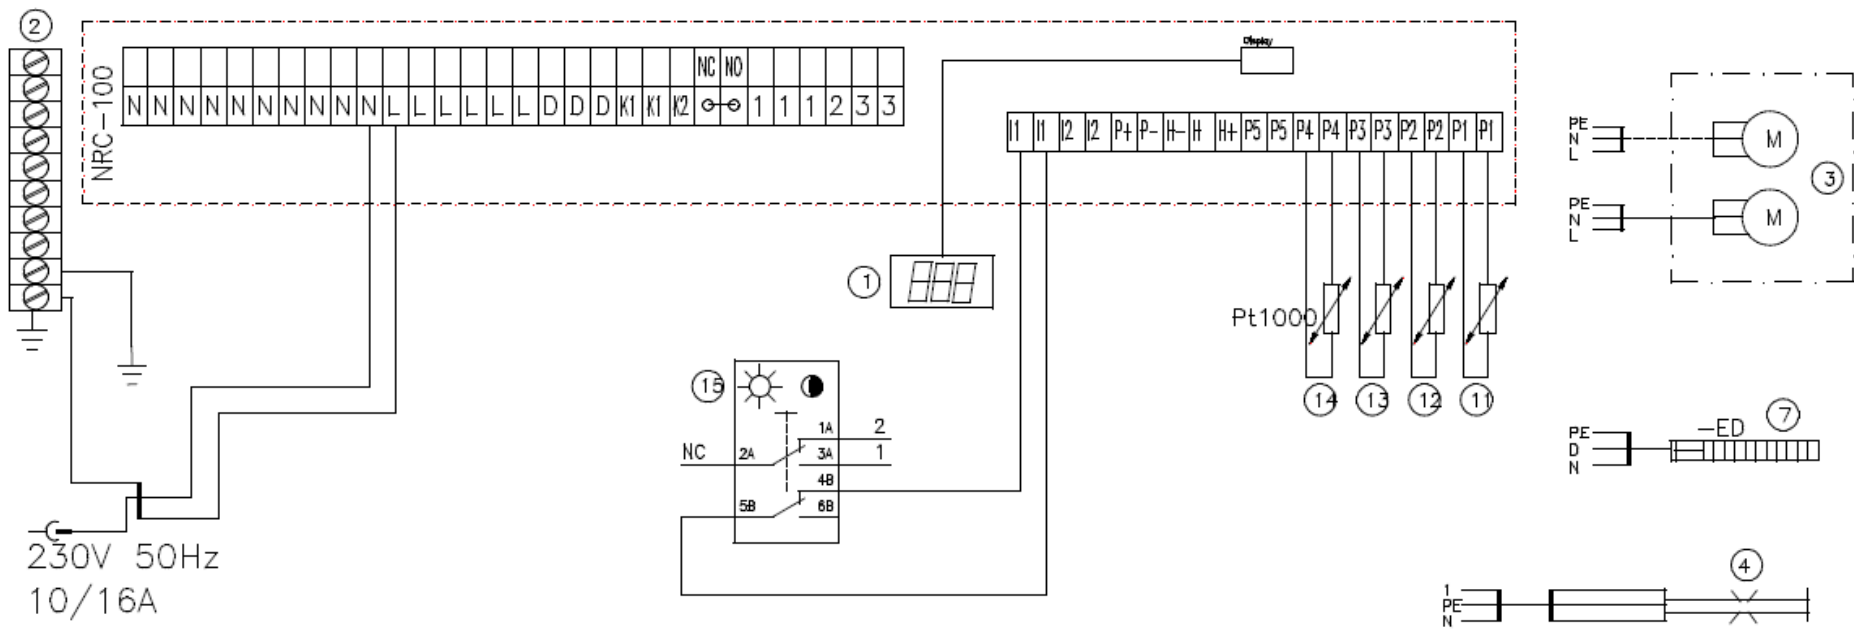 2
NRC-100
NC NO
N N N N N N N N N N L L L L L L D D D K1 K1 K2 1 1 1 2 3 3
Display
I1 I1 I2 I2 P+ P- H- H H+ P5 P5 P4 P4 P3 P3 P2 P2 P1 P1
PE
N
L
M
3
PE
N
L
M
1
Pt1000
14 13 12 11
15
1A 2
NC 2A 3A 1
4B
5B 6B
230V 50Hz
10/16A
PE
D
N
-ED
7
4
1
PE
N